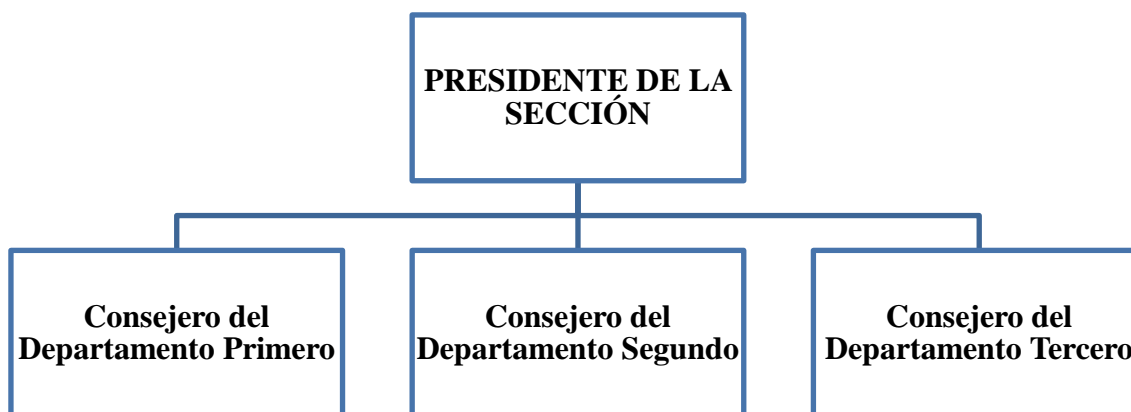 PRESIDENTE DE LA
SECCIÓN
Consejero del
Departamento Primero
Consejero del
Departamento Segundo
Consejero del
Departamento Tercero